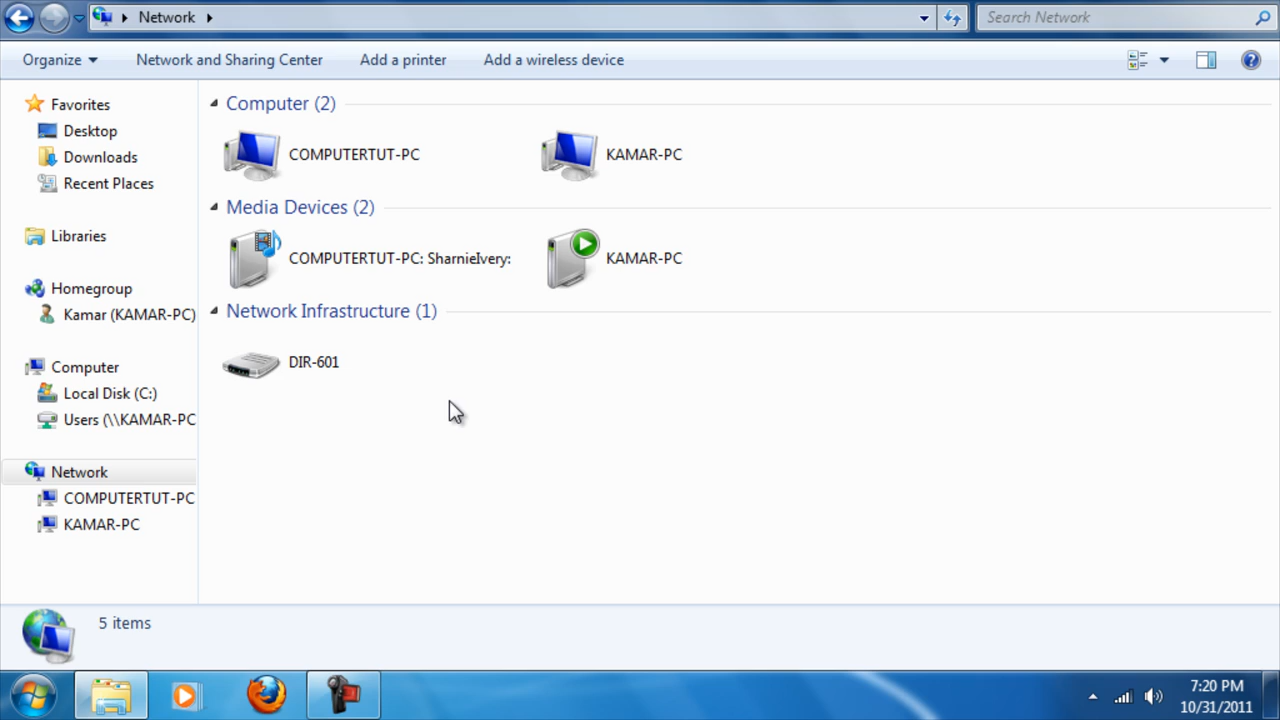 Network
Search Network
Organize
Network and Sharing Center
Add a printer
Add a wireless device
Favorites
Desktop
Downloads
Recent Places
Libraries
Homegroup
Kamar (KAMAR-PC)
Computer
Local Disk (C:)
Users (\\KAMAR-PC
Network
COMPUTERTUT-PC
KAMAR-PC
Computer (2)
COMPUTERTUT-PC
KAMAR-PC
Media Devices (2)
COMPUTERTUT-PC: SharnieIvery:
KAMAR-PC
Network Infrastructure (1)
DIR-601
5 items
7:20 PM
10/31/2011